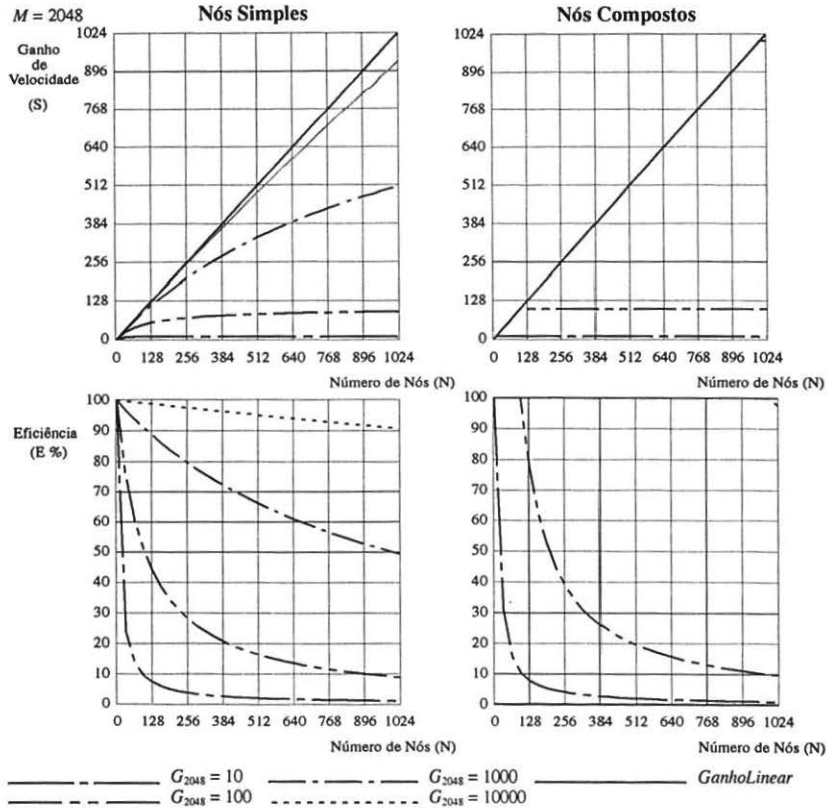 M = 2048
Nós Simples
Nós Compostos
Ganho
de
Velocidade
(S)
1024
896
768
640
512
384
256
128
0
0 128 256 384 512 640 768 896 1024
Número de Nós (N)
1024
896
768
640
512
384
256
128
0
0 128 256 384 512 640 768 896 1024
Número de Nós (N)
Eficiência
(E %)
100
90
80
70
60
50
40
30
20
10
0
0 128 256 384 512 640 768 896 1024
Número de Nós (N)
100
90
80
70
60
50
40
30
20
10
0
0 128 256 384 512 640 768 896 1024
Número de Nós (N)
G2048 = 10
G2048 = 1000
GanhoLinear
G2048 = 100
G2048 = 10000